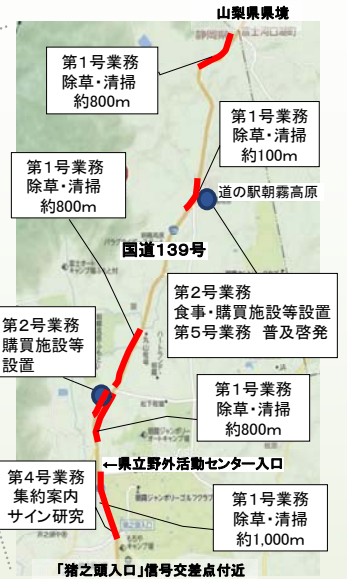 山梨県県境
第1号業務
除草・清掃
約800m
第1号業務
除草・清掃
約100m
第1号業務
除草・清掃
約800m
道の駅朝霧高原
国道139号
第2号業務
食事・購買施設等設置
第5号業務 普及啓発
第2号業務
購買施設等
設置
第1号業務
除草・清掃
約800m
←県立野外活動センター入口
第4号業務
集約案内
サイン研究
第1号業務
除草・清掃
約1,000m
「猪之頭入口」信号交差点付近